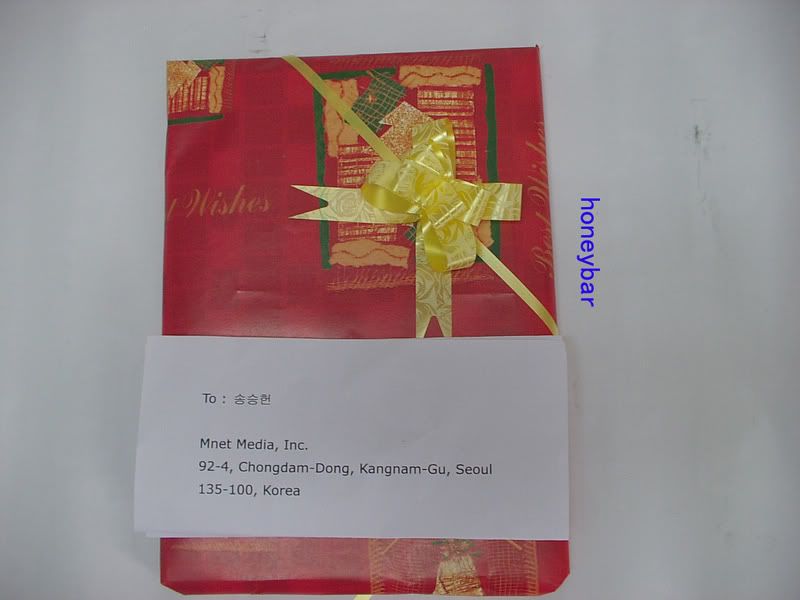 t Wishes
Best Wishes
honeybar
To : 송승헌
Mnet Media, Inc.
92-4, Chongdam-Dong, Kangnam-Gu, Seoul
135-100, Korea